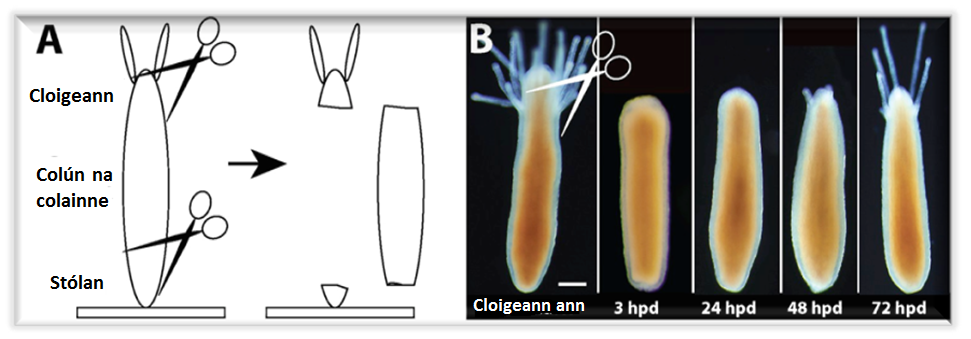 A
Cloigeann
Colún na
colainne
Stólan
B
Cloigeann ann
3 hpd
24 hpd
48 hpd
72 hpd